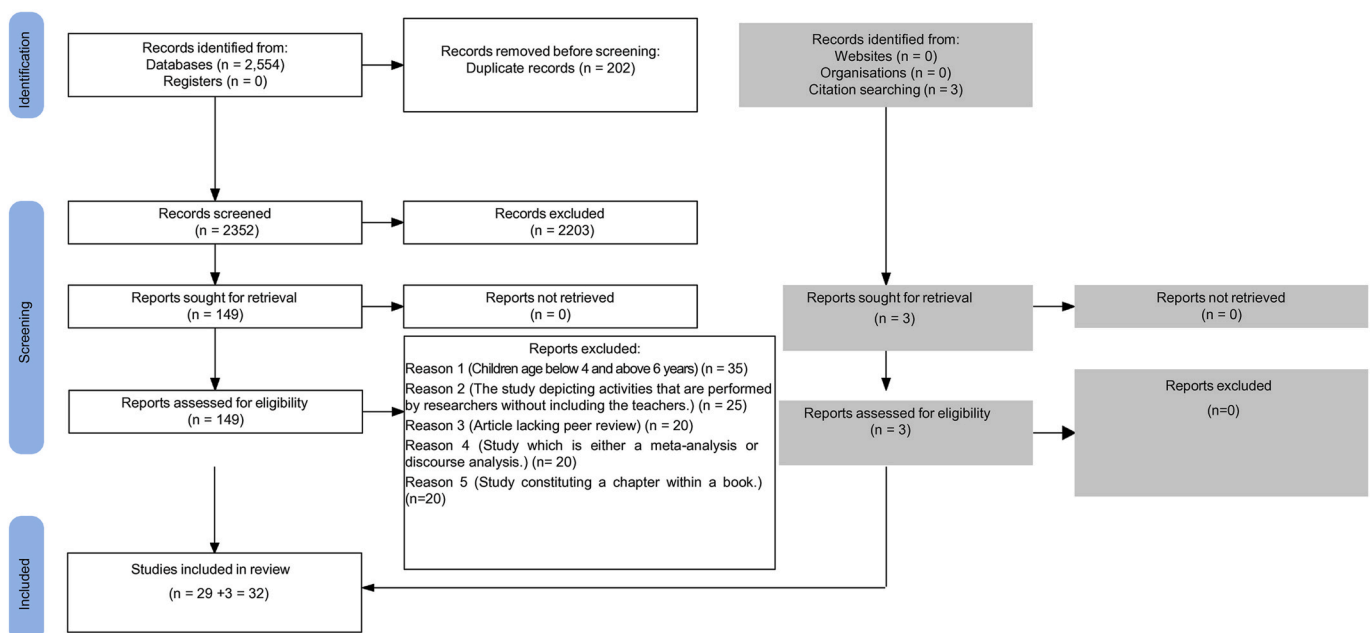 Identification
Records identified from:
Databases (n = 2,554)
Registers (n = 0)
Records removed before screening:
Duplicate records (n = 202)
Records identified from:
Websites (n = 0)
Organisations (n = 0)
Citation searching (n = 3)
Screening
Records screened
(n = 2352)
Records excluded
(n = 2203)
Reports sought for retrieval
(n = 149)
Reports not retrieved
(n = 0)
Reports sought for retrieval
(n = 3)
Reports not retrieved
(n = 0)
Reports assessed for eligibility
(n = 149)
Reports excluded:
Reason 1 (Children age below 4 and above 6 years) (n = 35)
Reason 2 (The study depicting activities that are performed
by researchers without including the teachers.) (n = 25)
Reason 3 (Article lacking peer review) (n = 20)
Reason 4 (Study which is either a meta-analysis or
discourse analysis.) (n= 20)
Reason 5 (Study constituting a chapter within a book.)
(n=20)
Reports assessed for eligibility
(n = 3)
Reports excluded
(n=0)
Included
Studies included in review
(n = 29 +3 = 32)